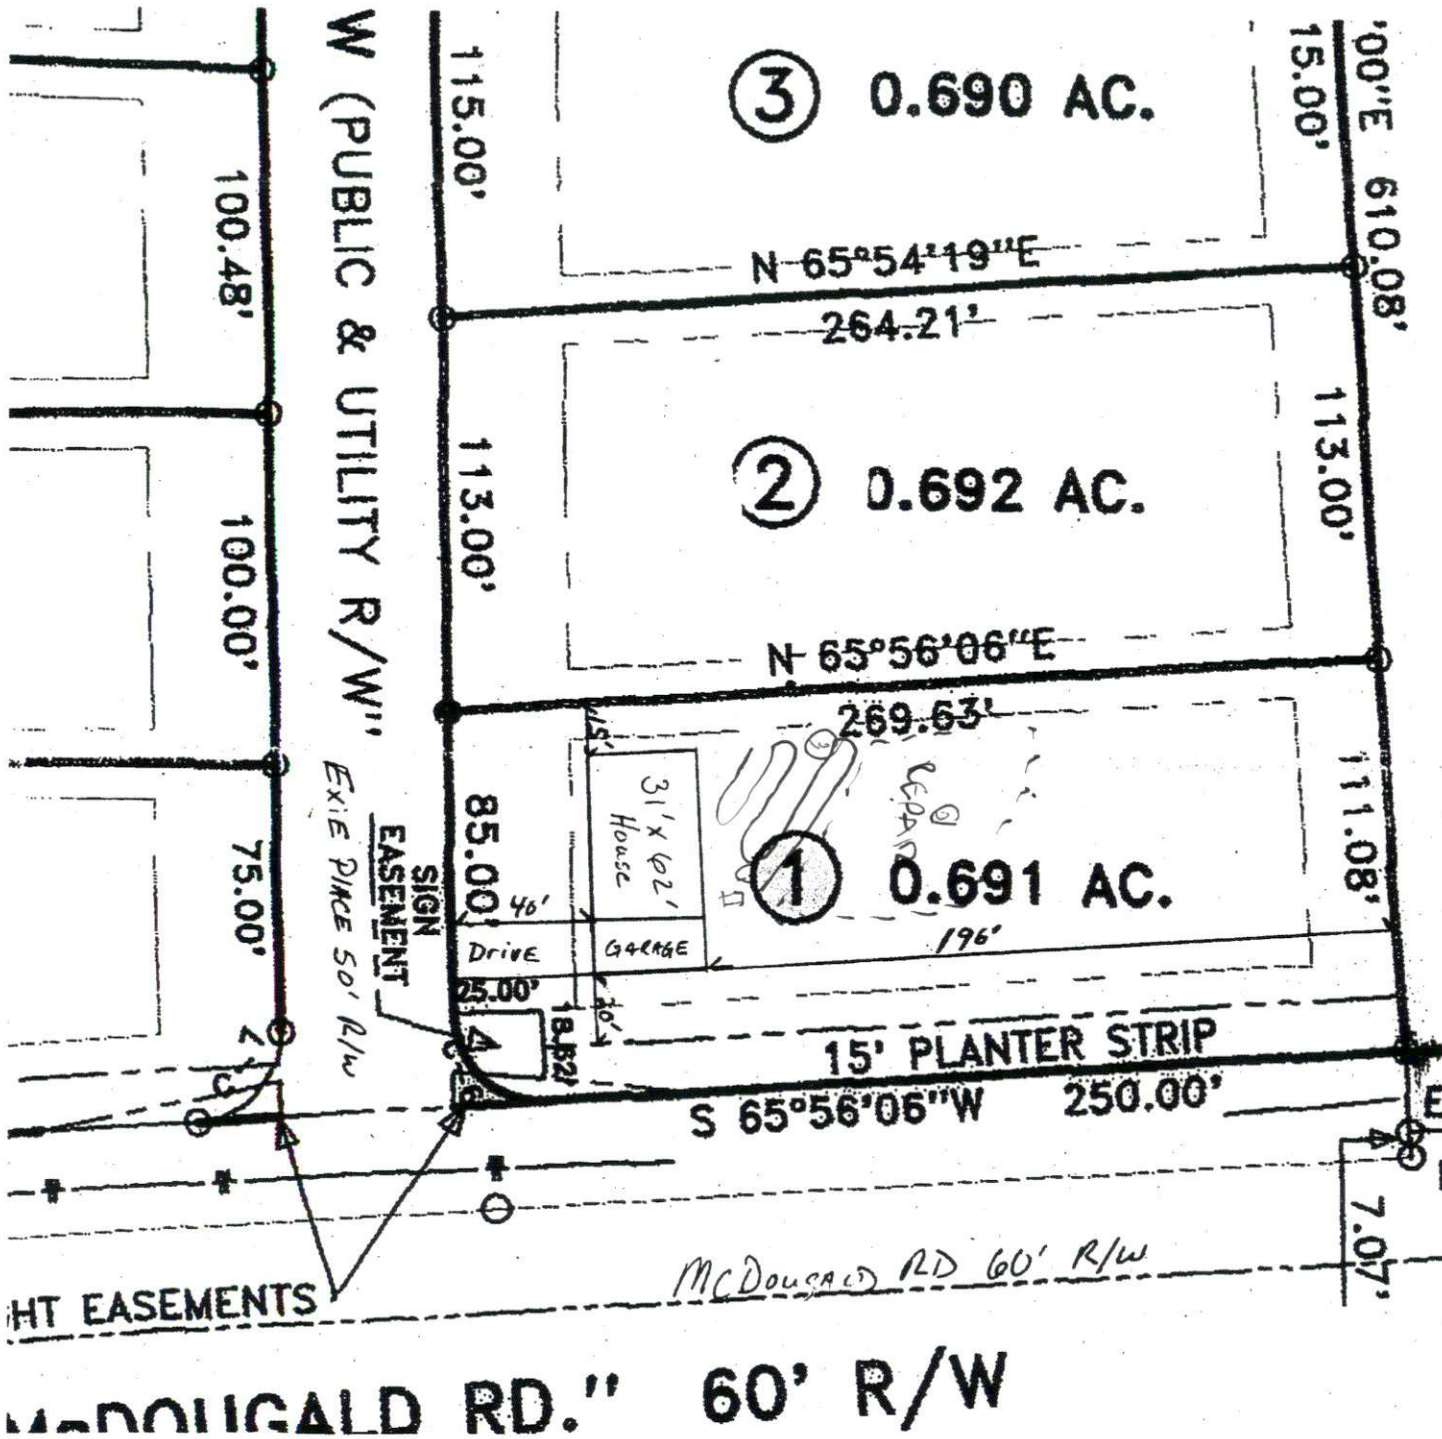 W (PUBLIC & UTILITY R/W"
115.00'
③ 0.690 AC.
15.00'
'00"E 610.08'
100.48'
N 65°54'19"E
264.21'
113.00'
② 0.692 AC.
113.00'
100.00'
N 65°56'06"E
269.63'
15'
31' x 62'
House
REPAIR
① 0.691 AC.
111.08'
85.00'
75.00'
EXIE PLACE 50' R/W
SIGN
EASEMENT
40'
Drive
GARAGE
196'
25.00'
18.52'
15' PLANTER STRIP
S 65°56'06"W 250.00'
7.07'
McDougald RD 60' R/W
HT EASEMENTS
McDOUGALD RD." 60' R/W